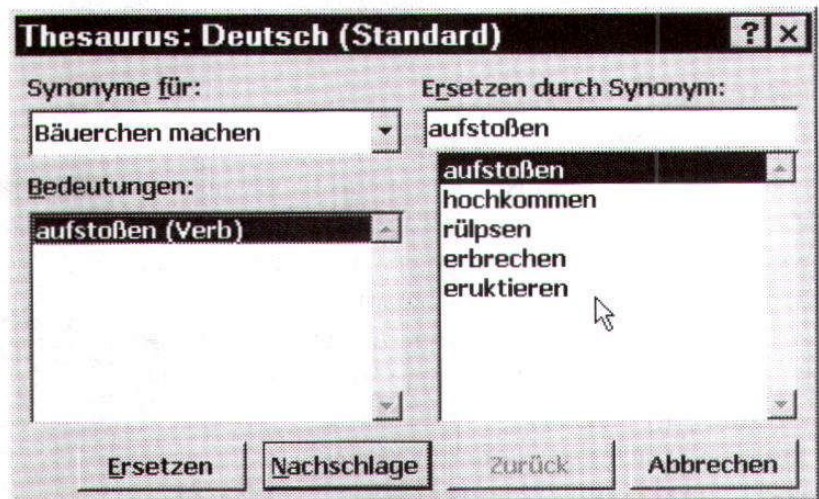 Thesaurus: Deutsch (Standard) ? ×
Synonyme für:
Bäuerchen machen
Bedeutungen:
aufstoßen (Verb)
Ersetzen durch Synonym:
aufstoßen
aufstoßen
hochkommen
rülpsen
erbrechen
eruktieren
Ersetzen Nachschlage Zurück Abbrechen